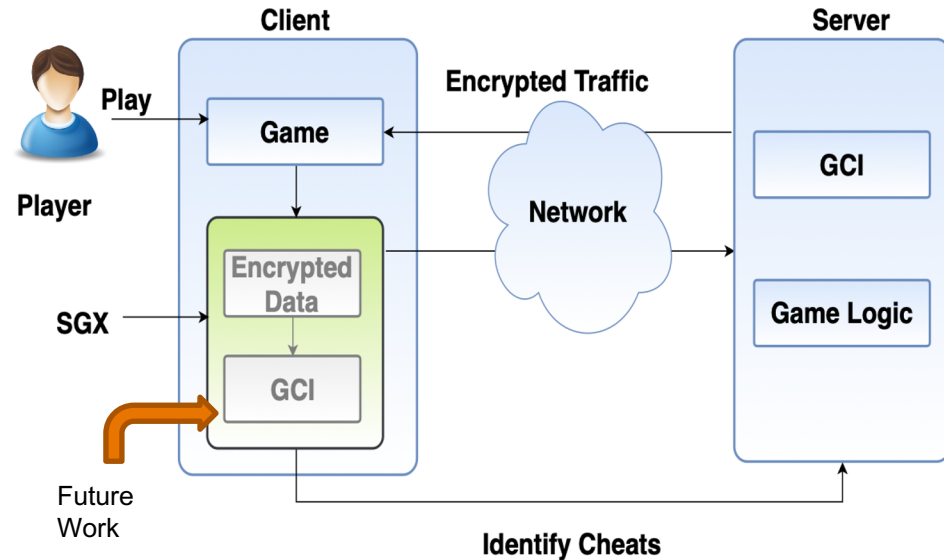 Client
Server
Play
Encrypted Traffic
Game
GCI
Player
Network
Encrypted
Data
SGX
Game Logic
GCI
Future
Work
Identify Cheats